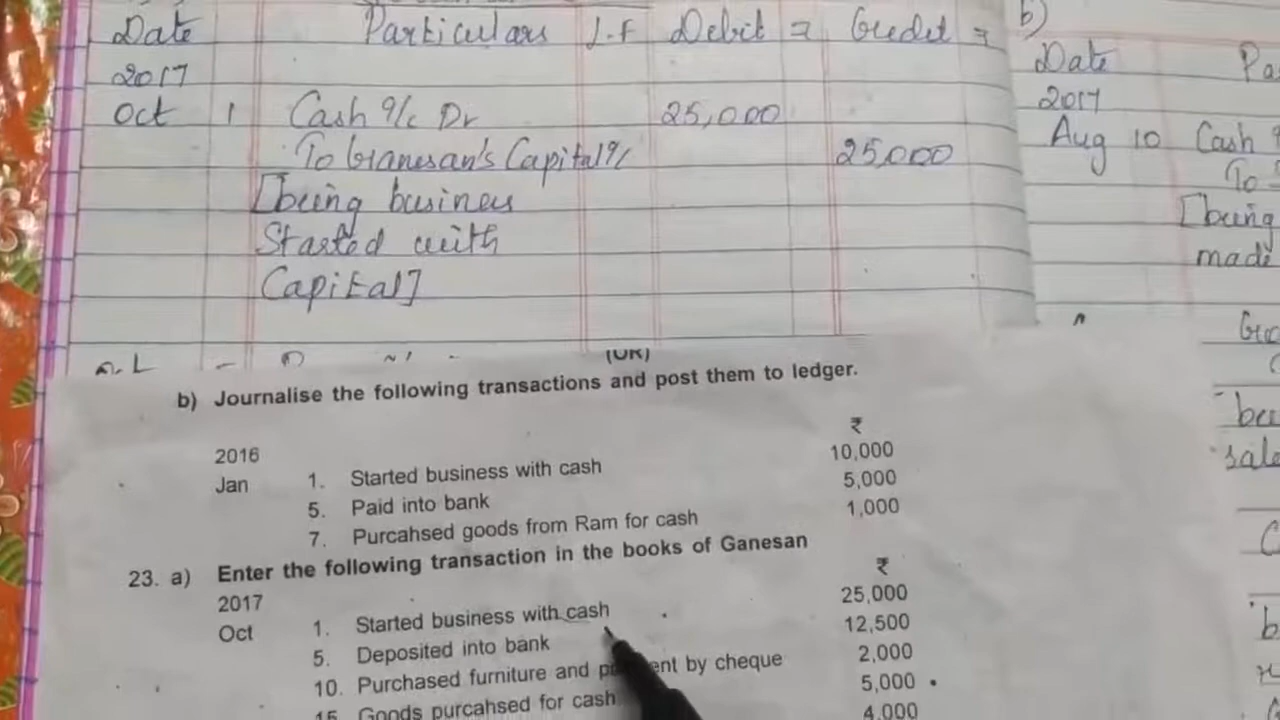 Date Particulars J.F Debit ₹ Credit ₹
2017
Oct 1 Cash a/c Dr 25,000
To Ganesan's Capital a/c 25,000
[being business
Started with
Capital]
b)
Date Pa
2017
Aug 10 Cash
To
[being
made
(OR)
b) Journalise the following transactions and post them to ledger.
₹
2016
Jan 1. Started business with cash 10,000
5. Paid into bank 5,000
7. Purcahsed goods from Ram for cash 1,000
23. a) Enter the following transaction in the books of Ganesan
2017 ₹
Oct 1. Started business with cash 25,000
5. Deposited into bank 12,500
10. Purchased furniture and p ent by cheque 2,000
15 Goods purcahsed for cash 5,000
4,000
sale